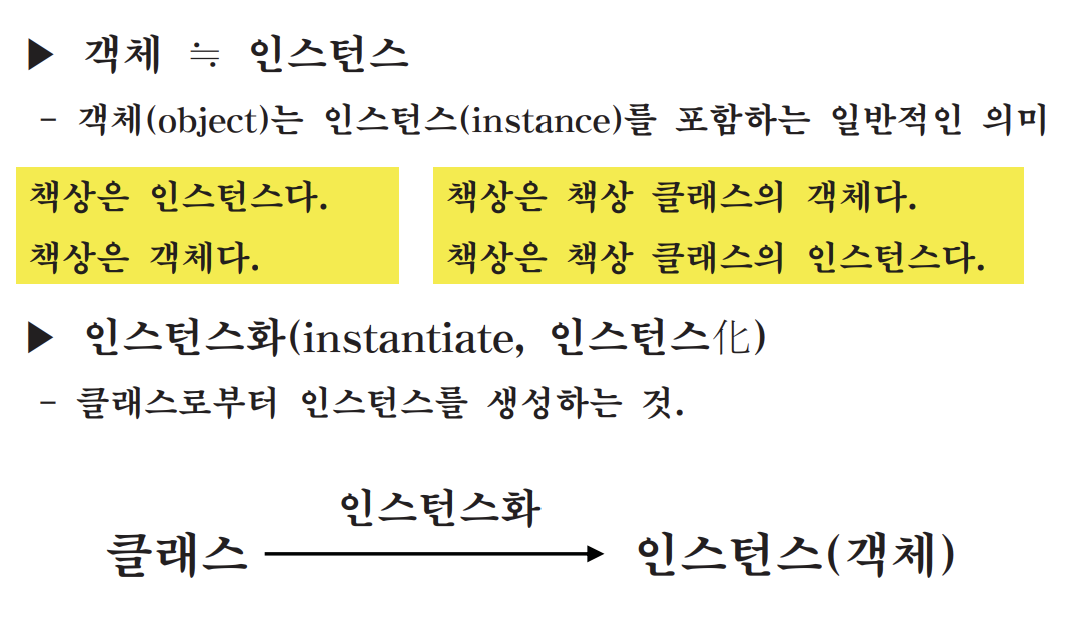 ▶ 객체 ≒ 인스턴스
- 객체(object)는 인스턴스(instance)를 포함하는 일반적인 의미
책상은 인스턴스다.
책상은 객체다.
책상은 책상 클래스의 객체다.
책상은 책상 클래스의 인스턴스다.
▶ 인스턴스화(instantiate, 인스턴스化)
- 클래스로부터 인스턴스를 생성하는 것.
인스턴스화
클래스 → 인스턴스(객체)